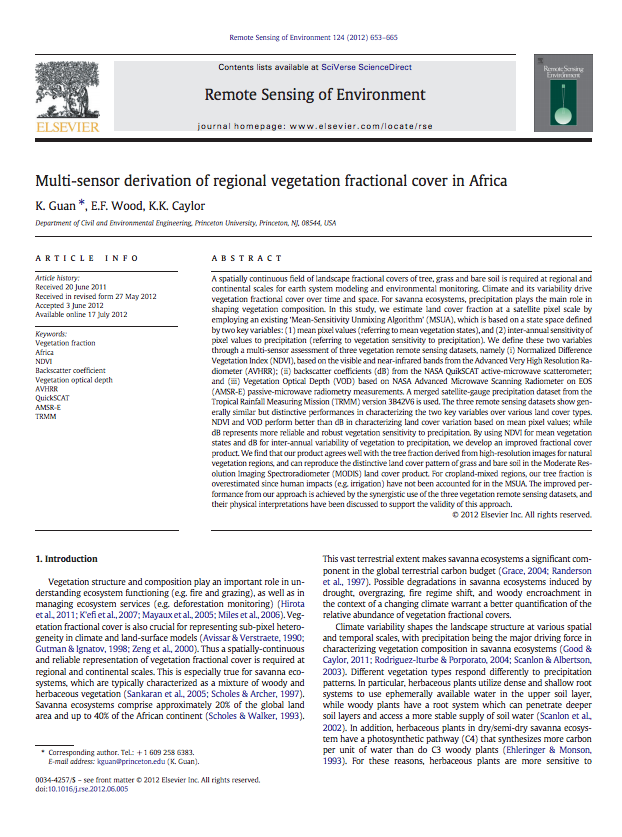 Remote Sensing of Environment 124 (2012) 653–665
Contents lists available at SciVerse ScienceDirect
Remote Sensing of Environment
journal homepage: www.elsevier.com/locate/rse
ELSEVIER
Remote Sensing
Environment
Multi-sensor derivation of regional vegetation fractional cover in Africa
K. Guan *, E.F. Wood, K.K. Caylor
Department of Civil and Environmental Engineering, Princeton University, Princeton, NJ, 08544, USA
ARTICLE INFO
Article history:
Received 20 June 2011
Received in revised form 27 May 2012
Accepted 3 June 2012
Available online 17 July 2012
Keywords:
Vegetation fraction
Africa
NDVI
Backscatter coefficient
Vegetation optical depth
AVHRR
QuickSCAT
AMSR-E
TRMM
ABSTRACT
A spatially continuous field of landscape fractional covers of tree, grass and bare soil is required at regional and
continental scales for earth system modeling and environmental monitoring. Climate and its variability drive
vegetation fractional cover over time and space. For savanna ecosystems, precipitation plays the main role in
shaping vegetation composition. In this study, we estimate land cover fraction at a satellite pixel scale by
employing an existing 'Mean-Sensitivity Unmixing Algorithm' (MSUA), which is based on a state space defined
by two key variables: (1) mean pixel values (referring to mean vegetation states), and (2) inter-annual sensitivity of
pixel values to precipitation (referring to vegetation sensitivity to precipitation). We define these two variables
through a multi-sensor assessment of three vegetation remote sensing datasets, namely (i) Normalized Difference
Vegetation Index (NDVI), based on the visible and near-infrared bands from the Advanced Very High Resolution Ra-
diometer (AVHRR); (ii) backscatter coefficients (dB) from the NASA QuikSCAT active-microwave scatterometer;
and (iii) Vegetation Optical Depth (VOD) based on NASA Advanced Microwave Scanning Radiometer on EOS
(AMSR-E) passive-microwave radiometry measurements. A merged satellite-gauge precipitation dataset from the
Tropical Rainfall Measuring Mission (TRMM) version 3B42V6 is used. The three remote sensing datasets show gen-
erally similar but distinctive performances in characterizing the two key variables over various land cover types.
NDVI and VOD perform better than dB in characterizing land cover variation based on mean pixel values; while
dB represents more reliable and robust vegetation sensitivity to precipitation. By using NDVI for mean vegetation
states and dB for inter-annual variability of vegetation to precipitation, we develop an improved fractional cover
product. We find that our product agrees well with the tree fraction derived from high-resolution images for natural
vegetation regions, and can reproduce the distinctive land cover pattern of grass and bare soil in the Moderate Res-
olution Imaging Spectroradiometer (MODIS) land cover product. For cropland-mixed regions, our tree fraction is
overestimated since human impacts (e.g. irrigation) have not been accounted for in the MSUA. The improved per-
formance from our approach is achieved by the synergistic use of the three vegetation remote sensing datasets, and
their physical interpretations have been discussed to support the validity of this approach.
© 2012 Elsevier Inc. All rights reserved.
1. Introduction
Vegetation structure and composition play an important role in un-
derstanding ecosystem functioning (e.g. fire and grazing), as well as in
managing ecosystem services (e.g. deforestation monitoring) (Hirota
et al., 2011; K'efi et al., 2007; Mayaux et al., 2005; Miles et al., 2006). Veg-
etation fractional cover is also crucial for representing sub-pixel hetero-
geneity in climate and land-surface models (Avissar & Verstraete, 1990;
Gutman & Ignatov, 1998; Zeng et al., 2000). Thus a spatially-continuous
and reliable representation of vegetation fractional cover is required at
regional and continental scales. This is especially true for savanna eco-
systems, which are typically characterized as a mixture of woody and
herbaceous vegetation (Sankaran et al., 2005; Scholes & Archer, 1997).
Savanna ecosystems comprise approximately 20% of the global land
area and up to 40% of the African continent (Scholes & Walker, 1993).
This vast terrestrial extent makes savanna ecosystems a significant com-
ponent in the global terrestrial carbon budget (Grace, 2004; Randerson
et al., 1997). Possible degradations in savanna ecosystems induced by
drought, overgrazing, fire regime shift, and woody encroachment in
the context of a changing climate warrant a better quantification of the
relative abundance of vegetation fractional covers.
Climate variability shapes the landscape structure at various spatial
and temporal scales, with precipitation being the major driving force in
characterizing vegetation composition in savanna ecosystems (Good &
Caylor, 2011; Rodriguez-Iturbe & Porporato, 2004; Scanlon & Albertson,
2003). Different vegetation types respond differently to precipitation
patterns. In particular, herbaceous plants utilize dense and shallow root
systems to use ephemerally available water in the upper soil layer,
while woody plants have a root system which can penetrate deeper
soil layers and access a more stable supply of soil water (Scanlon et al.,
2002). In addition, herbaceous plants in dry/semi-dry savanna ecosys-
tem have a photosynthetic pathway (C4) that synthesizes more carbon
per unit of water than do C3 woody plants (Ehleringer & Monson,
1993). For these reasons, herbaceous plants are more sensitive to
* Corresponding author. Tel.: + 1 609 258 6383.
E-mail address: kguan@princeton.edu (K. Guan).
0034-4257/$ – see front matter © 2012 Elsevier Inc. All rights reserved.
doi:10.1016/j.rse.2012.06.005